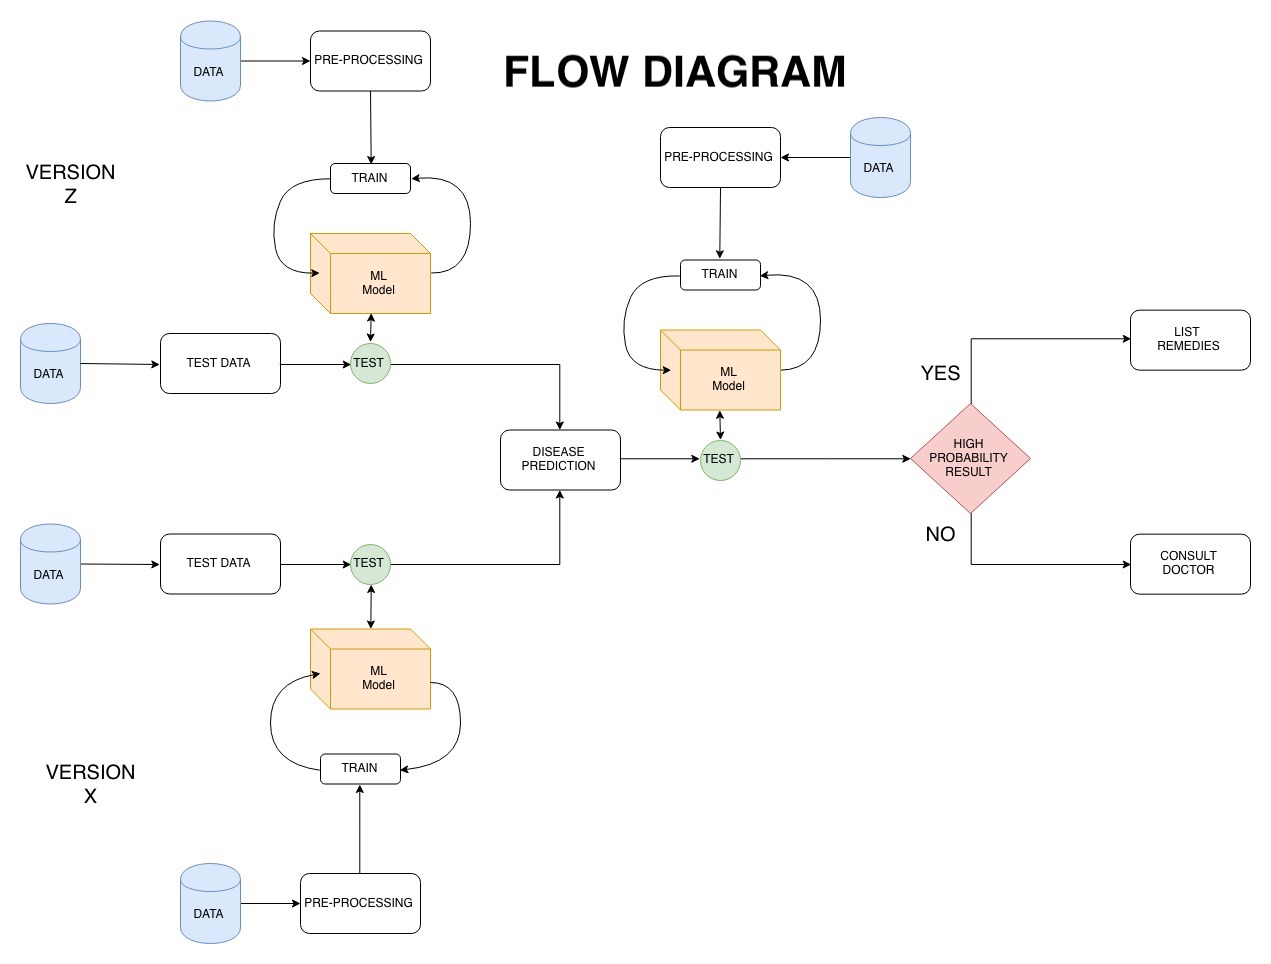 DATA
PRE-PROCESSING
FLOW DIAGRAM
PRE-PROCESSING
DATA
VERSION
Z
TRAIN
TRAIN
ML
Model
ML
Model
DATA
TEST DATA
TEST
LIST
REMEDIES
YES
DISEASE
PREDICTION
TEST
HIGH
PROBABILITY
RESULT
NO
DATA
TEST DATA
TEST
CONSULT
DOCTOR
ML
Model
VERSION
X
TRAIN
DATA
PRE-PROCESSING